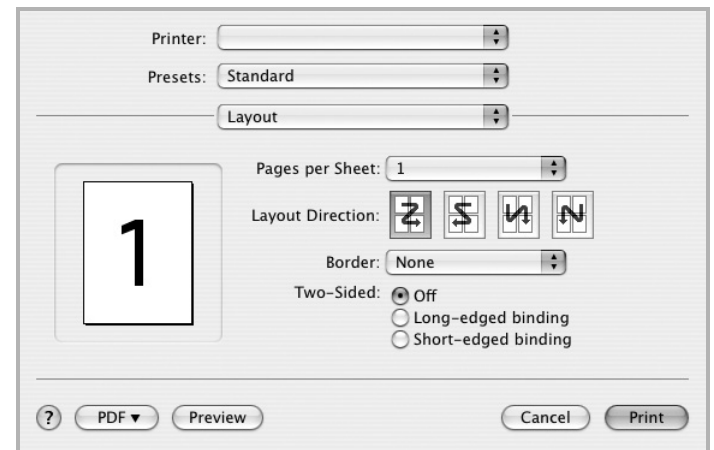 Printer:
Presets: Standard
Layout
Pages per Sheet: 1
Layout Direction:
1
Border: None
Two-Sided: Off
Long-edged binding
Short-edged binding
? PDF ▼ Preview Cancel Print